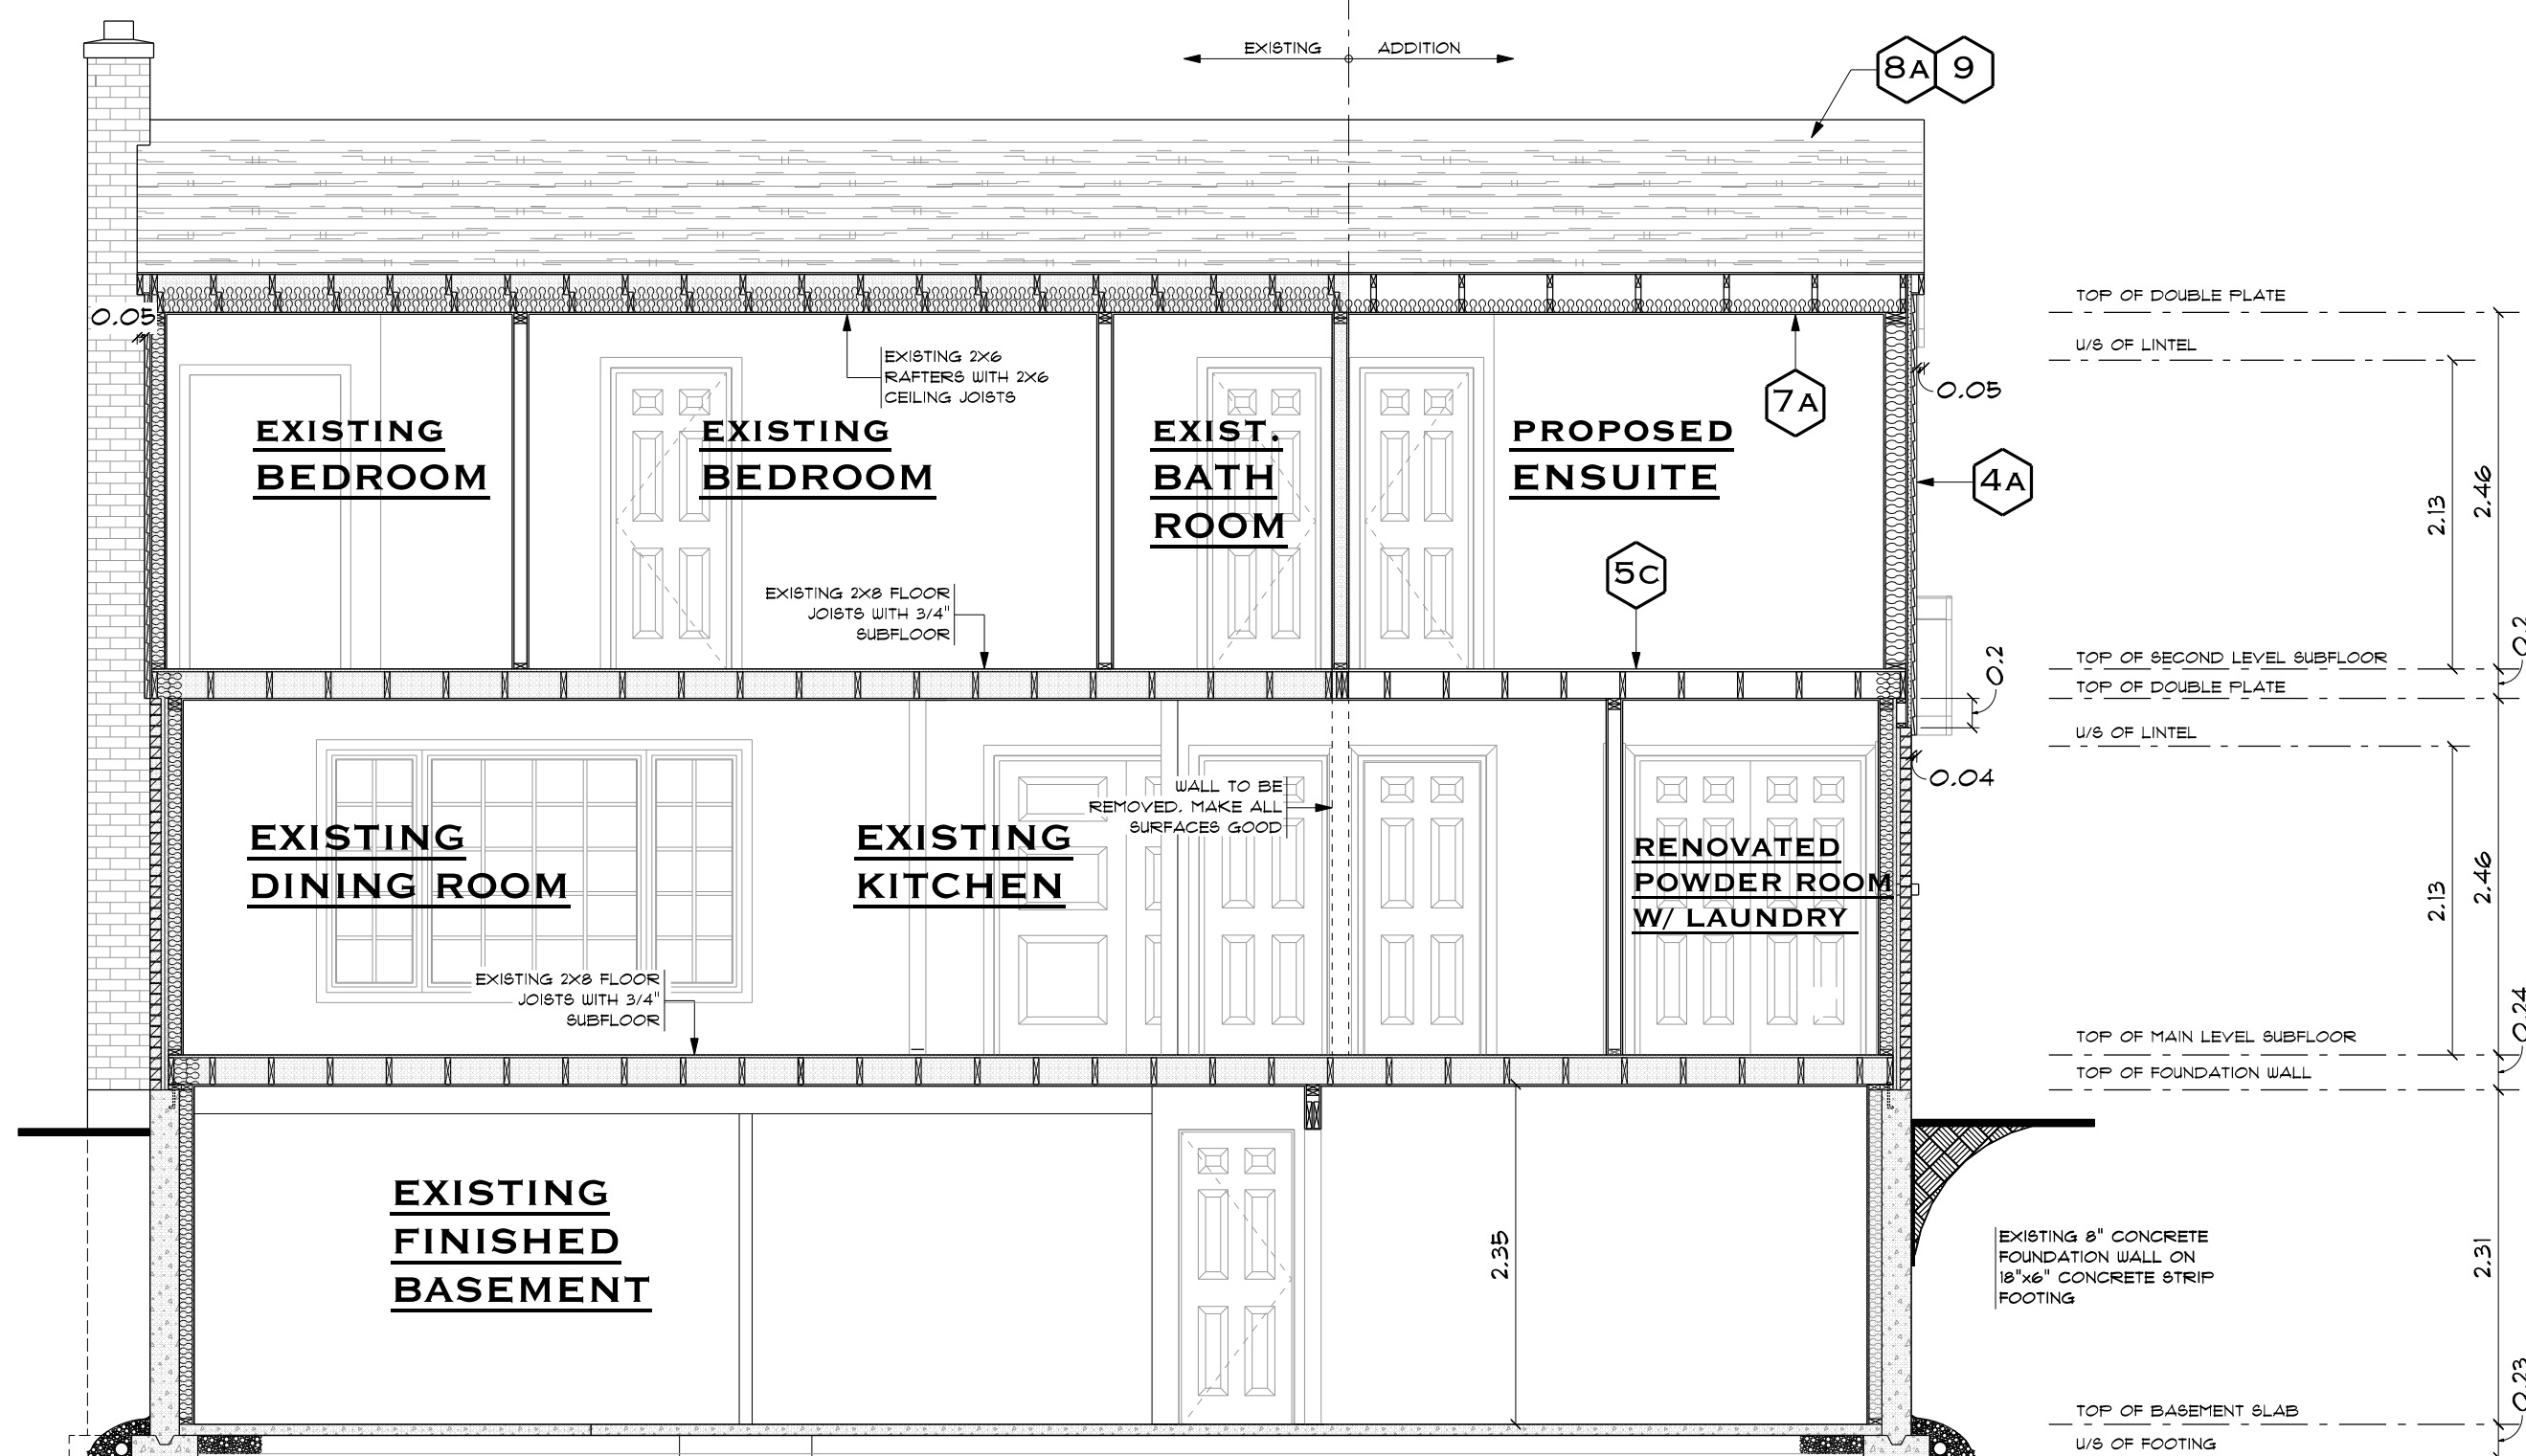 EXISTING
ADDITION
8A
9
TOP OF DOUBLE PLATE
0.05
U/S OF LINTEL
EXISTING 2X6
RAFTERS WITH 2X6
CEILING JOISTS
0.05
7A
EXISTING
BEDROOM
EXISTING
BEDROOM
EXIST.
BATH
ROOM
PROPOSED
ENSUITE
4A
2.13
2.46
5C
EXISTING 2X8 FLOOR
JOISTS WITH 3/4"
SUBFLOOR
TOP OF SECOND LEVEL SUBFLOOR
0.2
0.2
TOP OF DOUBLE PLATE
U/S OF LINTEL
0.04
WALL TO BE
REMOVED. MAKE ALL
SURFACES GOOD
EXISTING
DINING ROOM
EXISTING
KITCHEN
RENOVATED
POWDER ROOM
W/ LAUNDRY
2.13
2.46
EXISTING 2X8 FLOOR
JOISTS WITH 3/4"
SUBFLOOR
TOP OF MAIN LEVEL SUBFLOOR
0.24
TOP OF FOUNDATION WALL
EXISTING
FINISHED
BASEMENT
2.35
EXISTING 8" CONCRETE
FOUNDATION WALL ON
18"x6" CONCRETE STRIP
FOOTING
2.31
TOP OF BASEMENT SLAB
0.23
U/S OF FOOTING